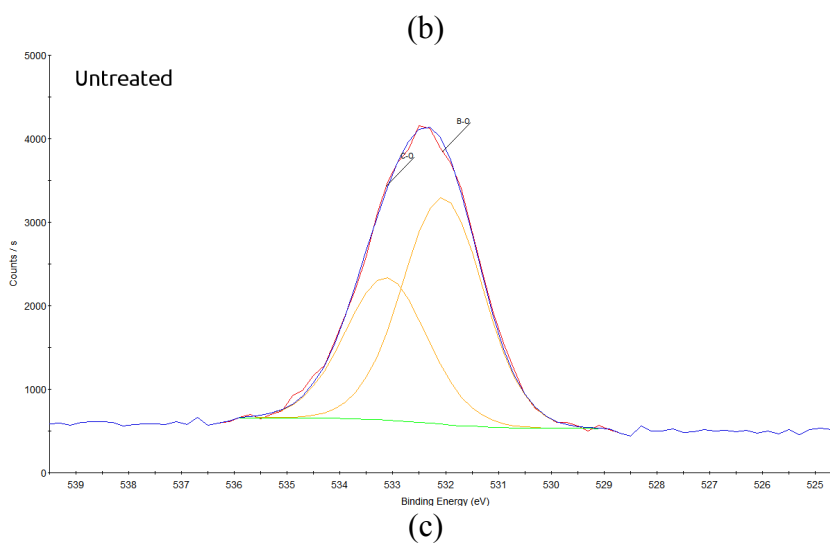 (b)
5000
Untreated
4000
B-O
C-O
3000
Counts / s
2000
1000
0
539 538 537 536 535 534 533 532 531 530 529 528 527 526 525
Binding Energy (eV)
(c)